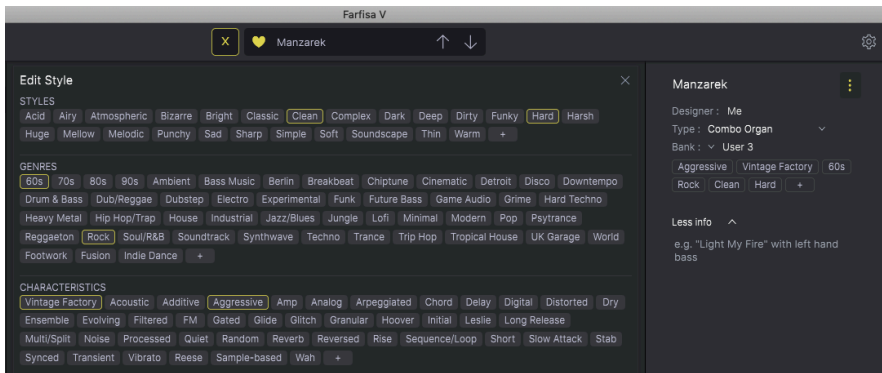 Farfisa V
X Manzarek
Edit Style
STYLES
Acid Airy Atmospheric Bizarre Bright Classic Clean Complex Dark Deep Dirty Funky Hard Harsh
Huge Mellow Melodic Punchy Sad Sharp Simple Soft Soundscape Thin Warm +
GENRES
60s 70s 80s 90s Ambient Bass Music Berlin Breakbeat Chiptune Cinematic Detroit Disco Downtempo
Drum & Bass Dub/Reggae Dubstep Electro Experimental Funk Future Bass Game Audio Grime Hard Techno
Heavy Metal Hip Hop/Trap House Industrial Jazz/Blues Jungle Lofi Minimal Modern Pop Psytrance
Reggaeton Rock Soul/R&B Soundtrack Synthwave Techno Trance Trip Hop Tropical House UK Garage World
Footwork Fusion Indie Dance +
CHARACTERISTICS
Vintage Factory Acoustic Additive Aggressive Amp Analog Arpeggiated Chord Delay Digital Distorted Dry
Ensemble Evolving Filtered FM Gated Glide Glitch Granular Hoover Initial Leslie Long Release
Multi/Split Noise Processed Quiet Random Reverb Reversed Rise Sequence/Loop Short Slow Attack Stab
Synced Transient Vibrato Reese Sample-based Wah +
Manzarek
Designer : Me
Type : Combo Organ
Bank : User 3
Aggressive Vintage Factory 60s
Rock Clean Hard +
Less info
e.g. "Light My Fire" with left hand
bass